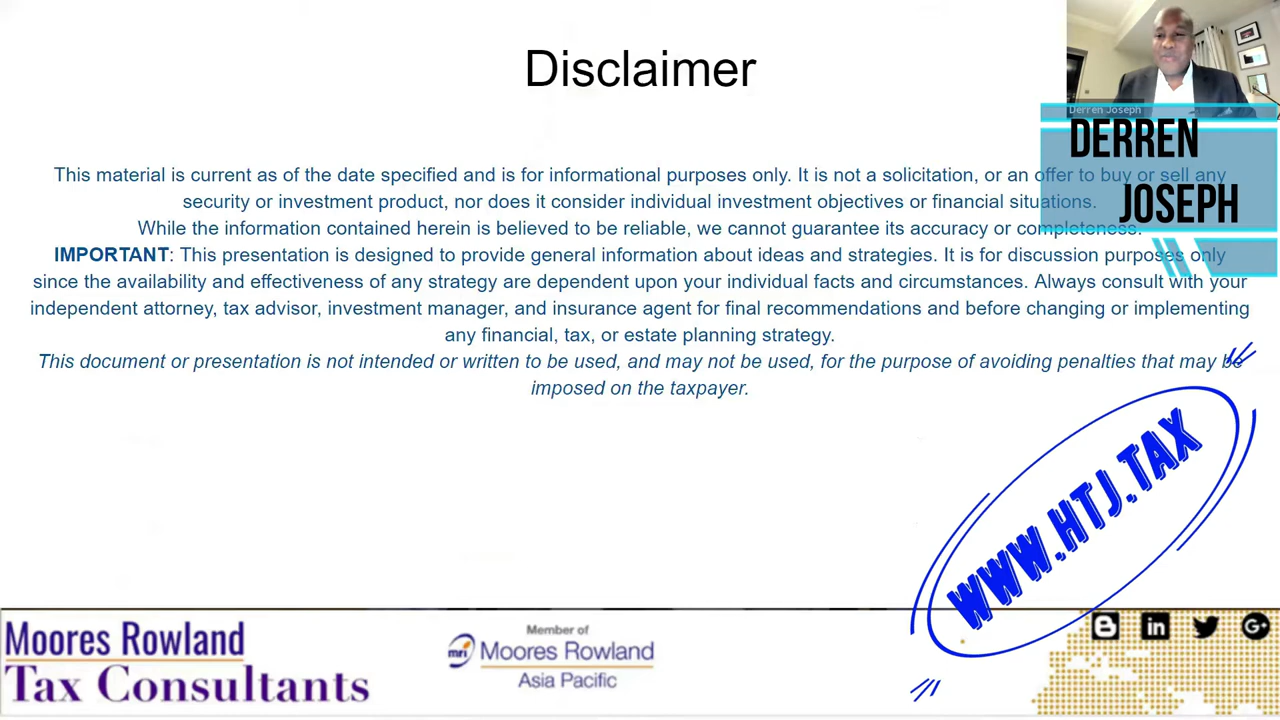 Disclaimer
Derren Joseph
DERREN
JOSEPH
This material is current as of the date specified and is for informational purposes only. It is not a solicitation, or an offer to buy or sell any
security or investment product, nor does it consider individual investment objectives or financial situations.
While the information contained herein is believed to be reliable, we cannot guarantee its accuracy or completeness.
IMPORTANT: This presentation is designed to provide general information about ideas and strategies. It is for discussion purposes only
since the availability and effectiveness of any strategy are dependent upon your individual facts and circumstances. Always consult with your
independent attorney, tax advisor, investment manager, and insurance agent for final recommendations and before changing or implementing
any financial, tax, or estate planning strategy.
This document or presentation is not intended or written to be used, and may not be used, for the purpose of avoiding penalties that may be
imposed on the taxpayer.
WWW.HTJ.TAX
Moores Rowland
Tax Consultants
Member of
mri Moores Rowland
Asia Pacific